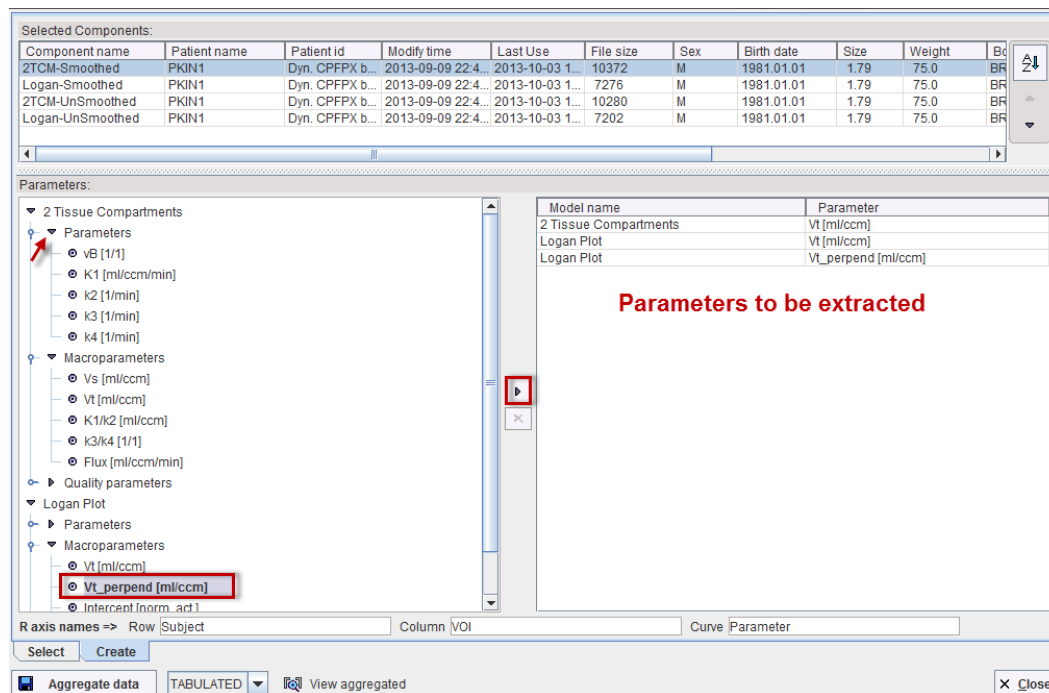 Selected Components:
Component name Patient name Patient id Modify time Last Use File size Sex Birth date Size Weight Bo
2TCM-Smoothed PKIN1 Dyn. CPFPX b... 2013-09-09 22:4... 2013-10-03 1... 10372 M 1981.01.01 1.79 75.0 BR
Logan-Smoothed PKIN1 Dyn. CPFPX b... 2013-09-09 22:4... 2013-10-03 1... 7276 M 1981.01.01 1.79 75.0 BR
2TCM-UnSmoothed PKIN1 Dyn. CPFPX b... 2013-09-09 22:4... 2013-10-03 1... 10280 M 1981.01.01 1.79 75.0 BR
Logan-UnSmoothed PKIN1 Dyn. CPFPX b... 2013-09-09 22:4... 2013-10-03 1... 7202 M 1981.01.01 1.79 75.0 BR
Parameters:
2 Tissue Compartments
Parameters
vB [1/1]
K1 [ml/ccm/min]
k2 [1/min]
k3 [1/min]
k4 [1/min]
Macroparameters
Vs [ml/ccm]
Vt [ml/ccm]
K1/k2 [ml/ccm]
k3/k4 [1/1]
Flux [ml/ccm/min]
Quality parameters
Logan Plot
Parameters
Macroparameters
Vt [ml/ccm]
Vt_perpend [ml/ccm]
Intercept [norm_act.]
Model name Parameter
2 Tissue Compartments Vt [ml/ccm]
Logan Plot Vt [ml/ccm]
Logan Plot Vt_perpend [ml/ccm]
Parameters to be extracted
R axis names => Row Subject Column VOI Curve Parameter
Select Create
Aggregate data TABULATED View aggregated Close